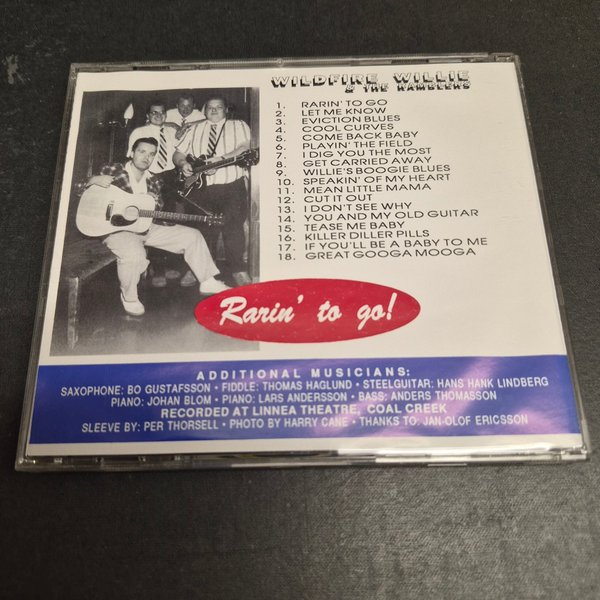 WILDFIRE WILLIE
& THE RAMBLERS
1. RARIN' TO GO
2. LET ME KNOW
3. EVICTION BLUES
4. COOL CURVES
5. COME BACK BABY
6. PLAYIN' THE FIELD
7. I DIG YOU THE MOST
8. GET CARRIED AWAY
9. WILLIE'S BOOGIE BLUES
10. SPEAKIN' OF MY HEART
11. MEAN LITTLE MAMA
12. CUT IT OUT
13. I DON'T SEE WHY
14. YOU AND MY OLD GUITAR
15. TEASE ME BABY
16. KILLER DILLER PILLS
17. IF YOU'LL BE A BABY TO ME
18. GREAT GOOGA MOOGA
Rarin' to go!
ADDITIONAL MUSICIANS:
SAXOPHONE: BO GUSTAFSSON · FIDDLE: THOMAS HAGLUND · STEELGUITAR: HANS HANK LINDBERG
PIANO: JOHAN BLOM · PIANO: LARS ANDERSSON · BASS: ANDERS THOMASSON
RECORDED AT LINNEA THEATRE, COAL CREEK
SLEEVE BY: PER THORSELL · PHOTO BY HARRY CANE · THANKS TO: JAN-OLOF ERICSSON